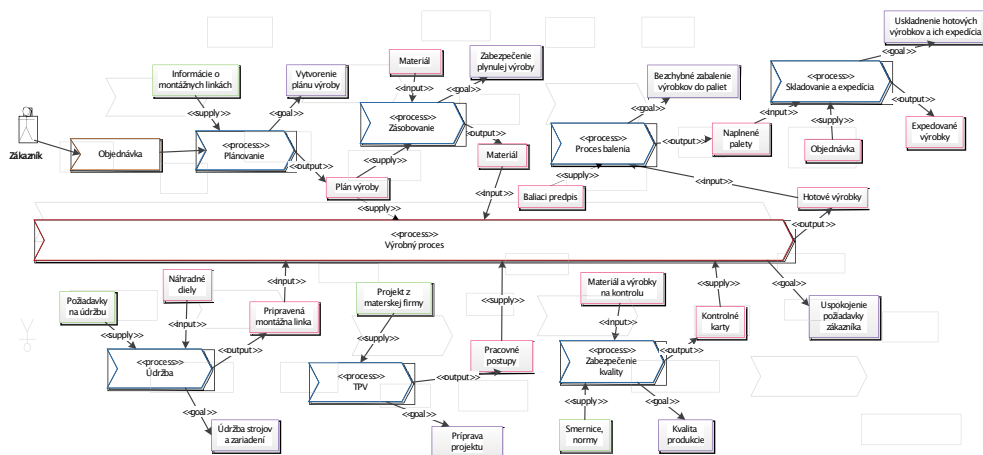 Uskladnenie hotových
výrobkov a ich expedícia
<<goal>>
Informácie o
montážnych linkách
Vytvorenie
plánu výroby
Materiál
Zabezpečenie
plynulej výroby
Bezchybné zabalenie
výrobkov do paliet
<<process>>
Skladovanie a expedícia
<<supply>>
<<goal>>
<<input>>
<<goal>>
<<goal>>
<<input>>
<<output>>
Zákazník
Objednávka
<<process>>
Plánovanie
<<process>>
Zásobovanie
<<output>>
<<process>>
Proces balenia
<<output>>
Naplnené
palety
<<supply>>
Objednávka
Expedované
výrobky
<<output>>
<<supply>>
Materiál
<<supply>>
<<input>>
Plán výroby
<<input>>
Baliaci predpis
Hotové výrobky
<<supply>>
<<output>>
<<process>>
Výrobný proces
Požiadavky
na údržbu
Náhradné
diely
<<input>>
Pripravená
montážna linka
Projekt z
materskej firmy
<<supply>>
Materiál a výrobky
na kontrolu
<<supply>>
<<goal>>
Kontrolné
karty
Uspokojenie
požiadavky
zákazníka
<<supply>>
<<input>>
<<output>>
<<supply>>
Pracovné
postupy
<<input>>
<<output>>
<<process>>
Údržba
<<process>>
TPV
<<output>>
<<process>>
Zabezpečenie
kvality
<<goal>>
<<goal>>
<<supply>>
<<goal>>
Údržba strojov
a zariadení
Príprava
projektu
Smernice,
normy
Kvalita
produkcie